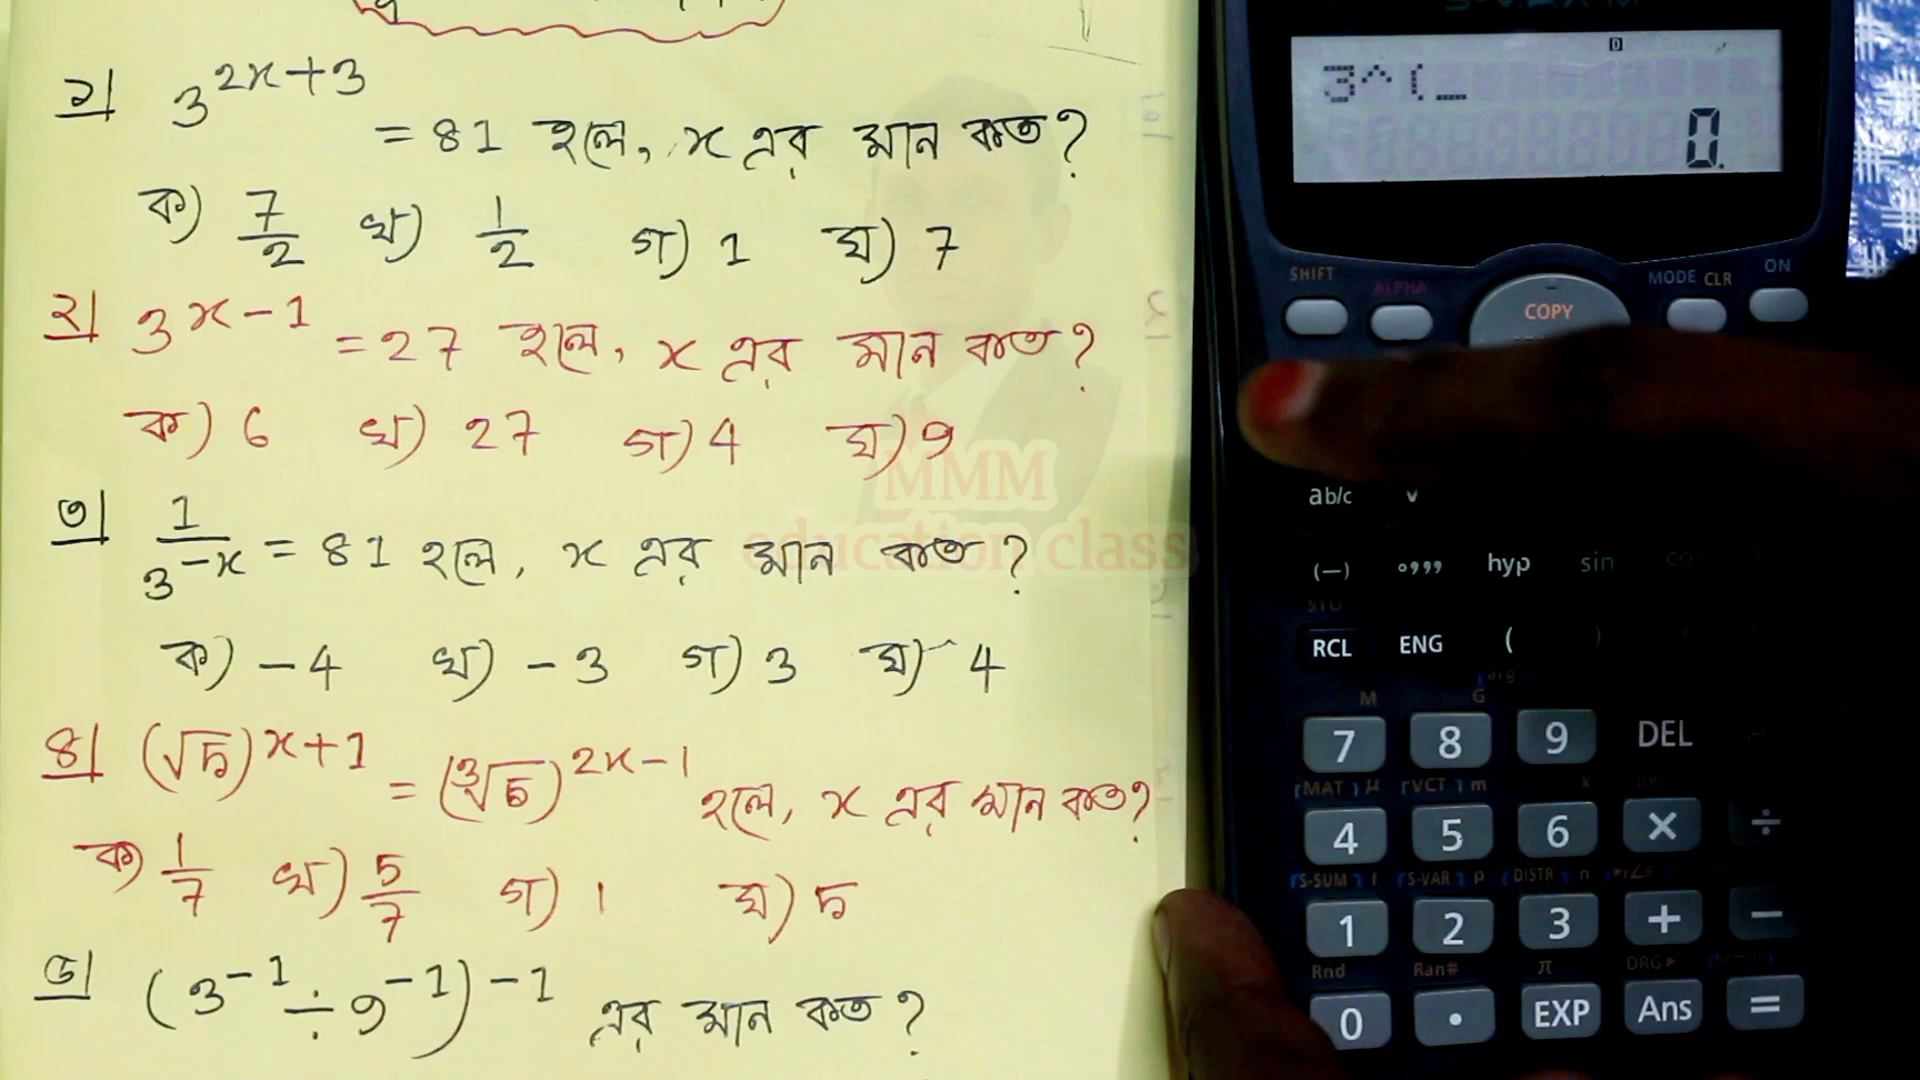 ১| 3^{2x+3} = 81 হলে, x এর মান কত?
ক) 7/2 খ) 1/2 গ) 1 ঘ) 7
২| 3^{x-1} = 27 হলে, x এর মান কত?
ক) 6 খ) 27 গ) 4 ঘ) 9
৩| 1/3^{-x} = 81 হলে, x এর মান কত?
ক) -4 খ) -3 গ) 3 ঘ) 4
৪| (√5)^{x+1} = (³√5)^{2x-1} হলে, x এর মান কত?
ক) 1/7 খ) 5/7 গ) 1 ঘ) 5
৫| (3^{-1} ÷ 9^{-1})^{-1} এর মান কত?
MMM
education class
D
3^(_
0.
SHIFT ALPHA MODE CLR ON
COPY
ab/c
(—) °,,, hyp sin
STO
RCL ENG ( )
arg
M G
7 8 9 DEL
MAT μ VCT m k
4 5 6 × ÷
S-SUM S-VAR p DISTR n
1 2 3 + −
Rnd Ran# π DRG▶
0 . EXP Ans =